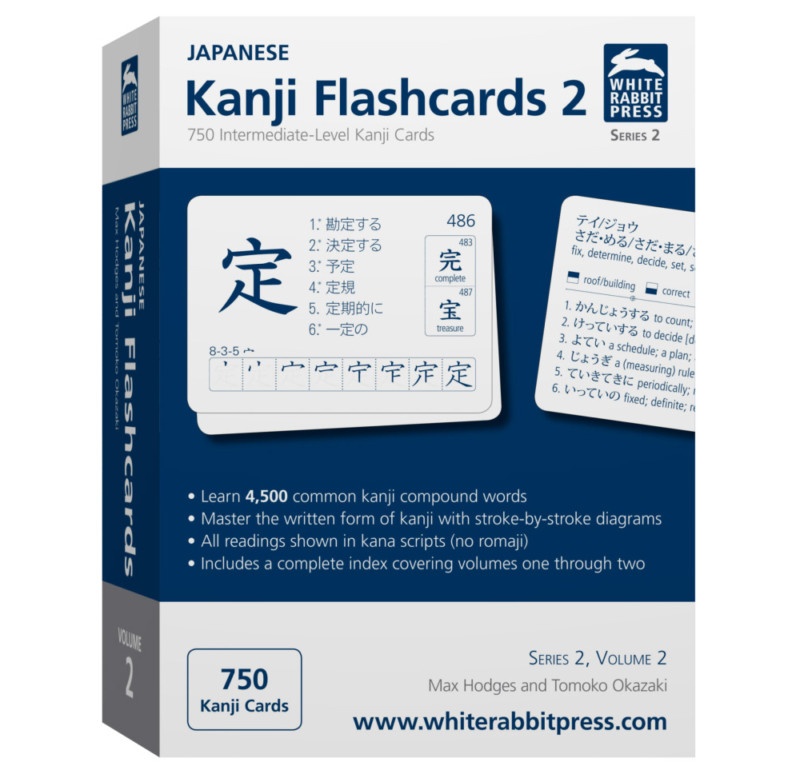 WHITE
RABBIT
PRESS
JAPANESE
Kanji Flashcards
Max Hodges and Tomoko Okazaki
VOLUME
2
JAPANESE
Kanji Flashcards 2
750 Intermediate-Level Kanji Cards
WHITE
RABBIT
PRESS
SERIES 2
定
1. 勘定する
2. 決定する
3. 予定
4. 定規
5. 定期的に
6. 一定の
486
483
完
complete
487
宝
treasure
8-3-5
定
テイ/ジョウ
さだ•める/さだ•まる/
fix, determine, decide, set,
roof/building correct
1. かんじょうする to count;
2. けっていする to decide [
3. よてい a schedule; a plan;
4. じょうぎ a (measuring) rule
5. ていきてきに periodically;
6. いっていの fixed; definite;
• Learn 4,500 common kanji compound words
• Master the written form of kanji with stroke-by-stroke diagrams
• All readings shown in kana scripts (no romaji)
• Includes a complete index covering volumes one through two
750
Kanji Cards
SERIES 2, VOLUME 2
Max Hodges and Tomoko Okazaki
www.whiterabbitpress.com